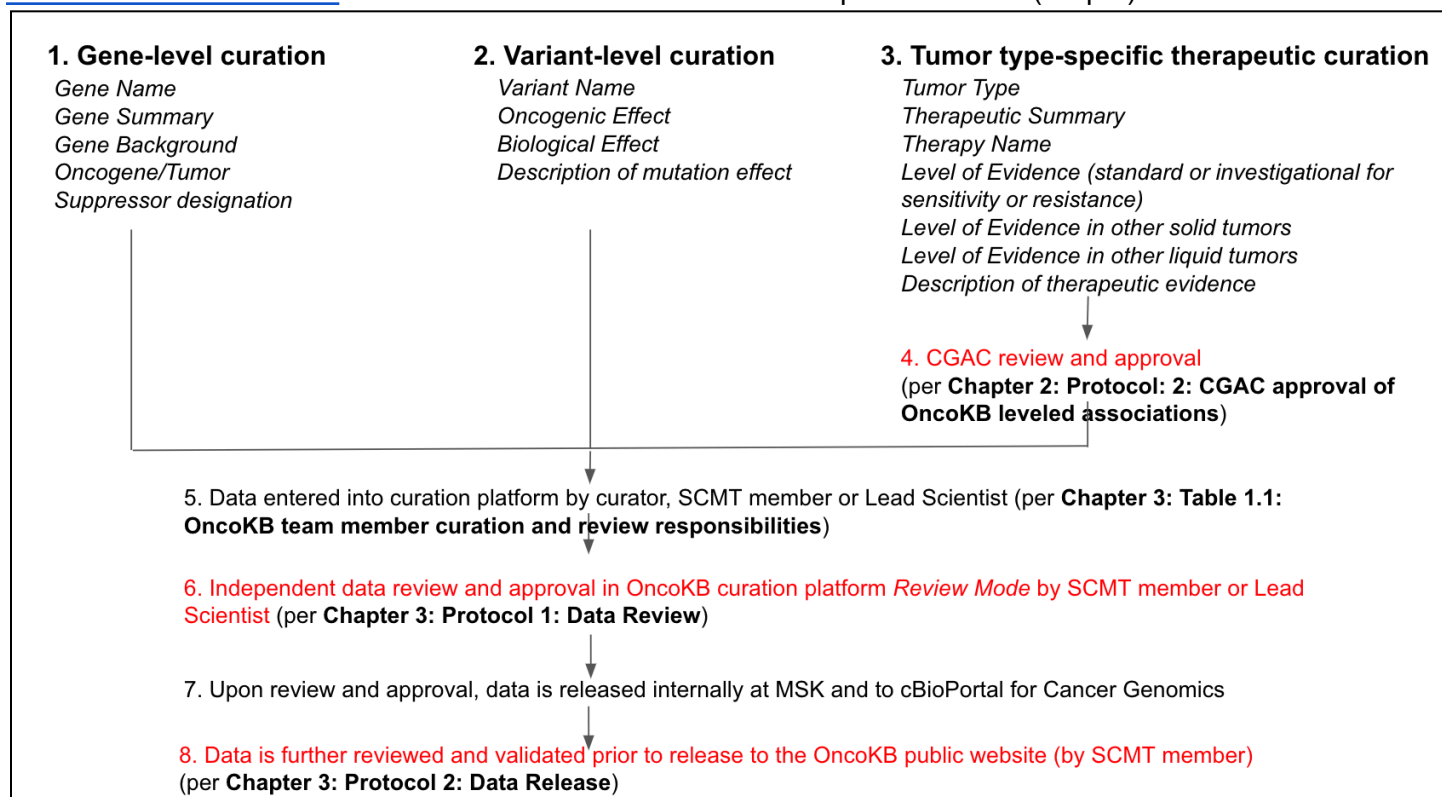 1. Gene-level curation
Gene Name
Gene Summary
Gene Background
Oncogene/Tumor
Suppressor designation
2. Variant-level curation
Variant Name
Oncogenic Effect
Biological Effect
Description of mutation effect
3. Tumor type-specific therapeutic curation
Tumor Type
Therapeutic Summary
Therapy Name
Level of Evidence (standard or investigational for
sensitivity or resistance)
Level of Evidence in other solid tumors
Level of Evidence in other liquid tumors
Description of therapeutic evidence
4. CGAC review and approval
(per Chapter 2: Protocol: 2: CGAC approval of
OncoKB leveled associations)
5. Data entered into curation platform by curator, SCMT member or Lead Scientist (per Chapter 3: Table 1.1:
OncoKB team member curation and review responsibilities)
6. Independent data review and approval in OncoKB curation platform Review Mode by SCMT member or Lead
Scientist (per Chapter 3: Protocol 1: Data Review)
7. Upon review and approval, data is released internally at MSK and to cBioPortal for Cancer Genomics
8. Data is further reviewed and validated prior to release to the OncoKB public website (by SCMT member)
(per Chapter 3: Protocol 2: Data Release)